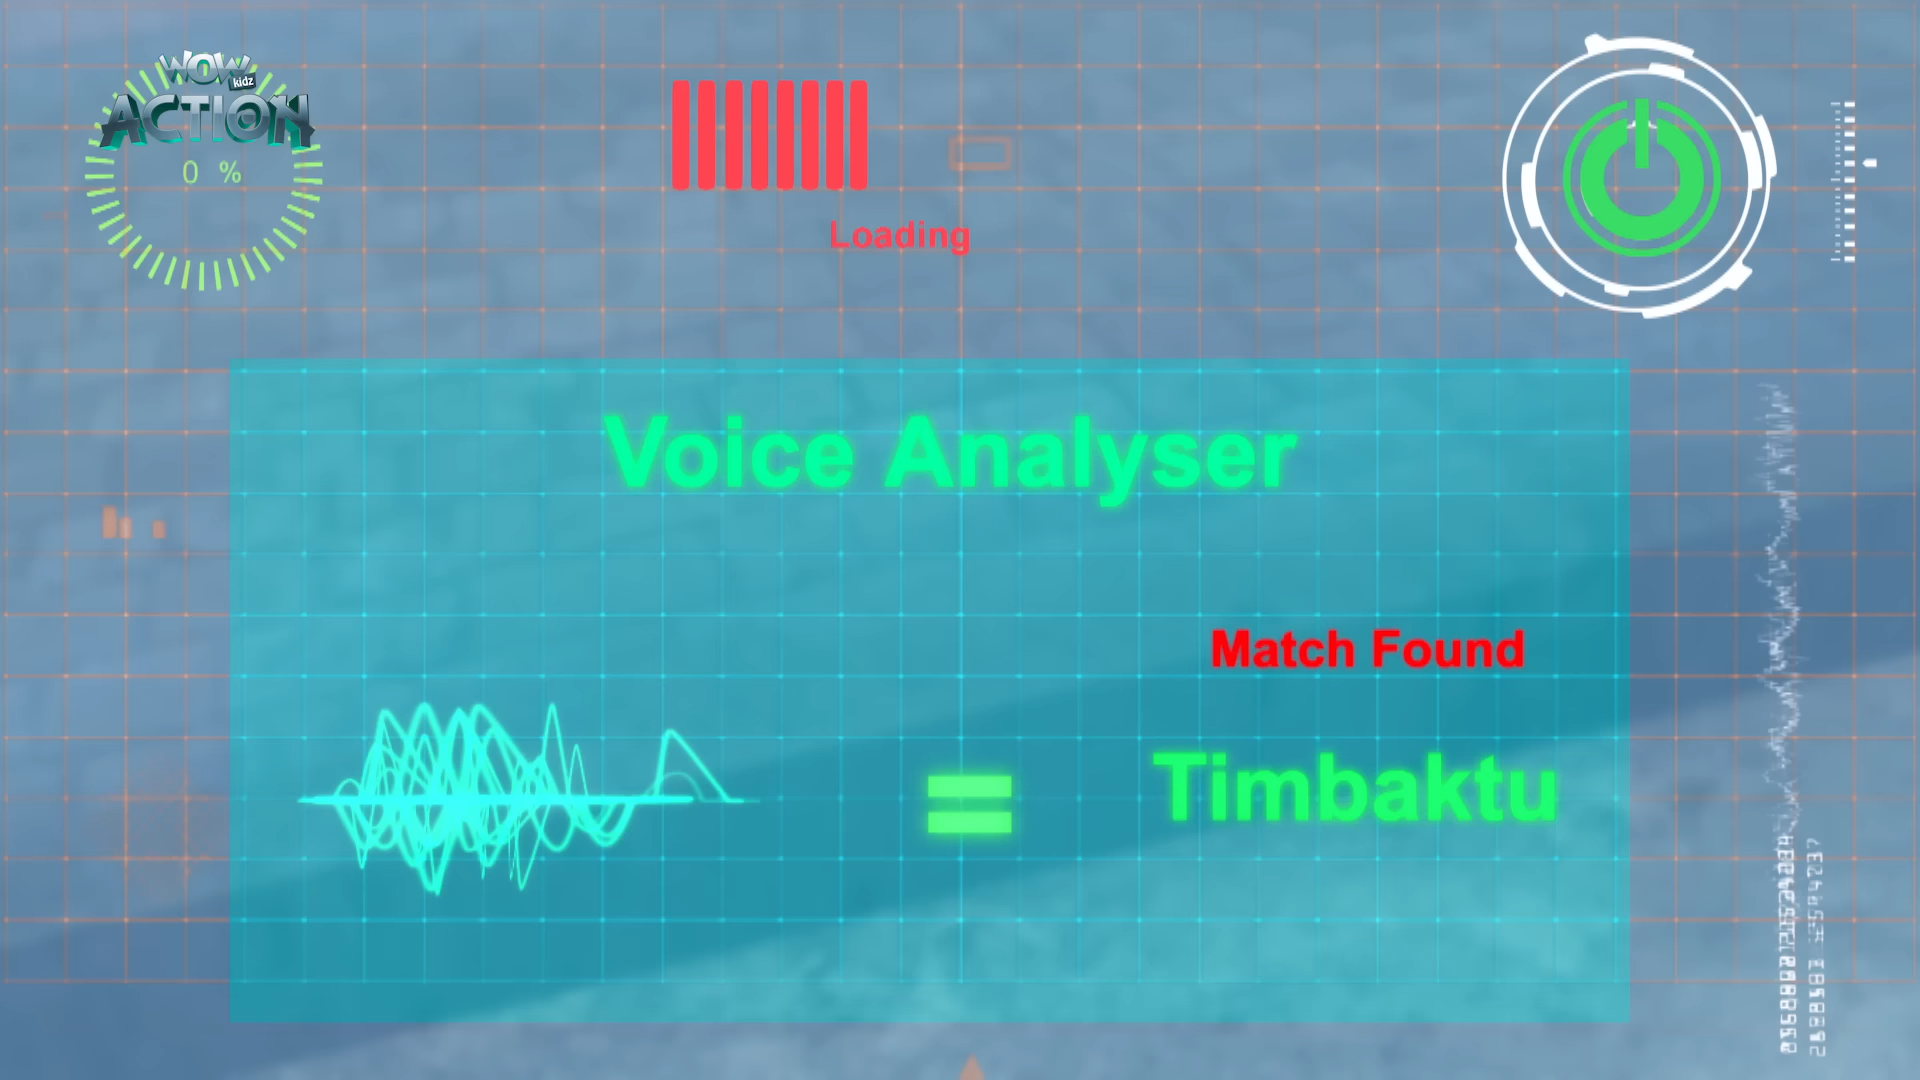 WOW
kidz
ACTION
0 %
Loading
Voice Analyser
Match Found
=
Timbaktu